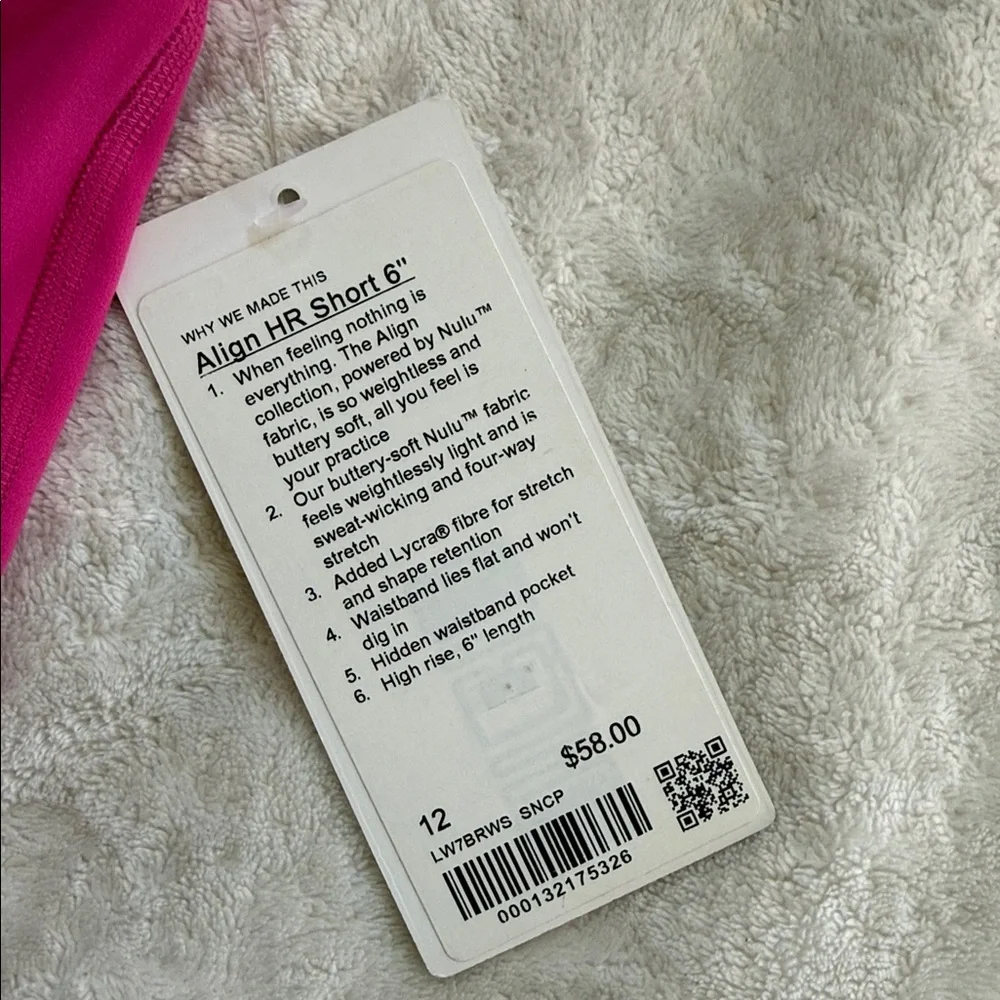 WHY WE MADE THIS
Align HR Short 6"
1. When feeling nothing is
everything. The Align
collection, powered by Nulu™
fabric, is so weightless and
buttery soft, all you feel is
your practice
2. Our buttery-soft Nulu™ fabric
feels weightlessly light and is
sweat-wicking and four-way
stretch
3. Added Lycra® fibre for stretch
and shape retention
4. Waistband lies flat and won't
dig in
5. Hidden waistband pocket
6. High rise, 6" length
$58.00
12
LW7BRWS SNCP
000132175326